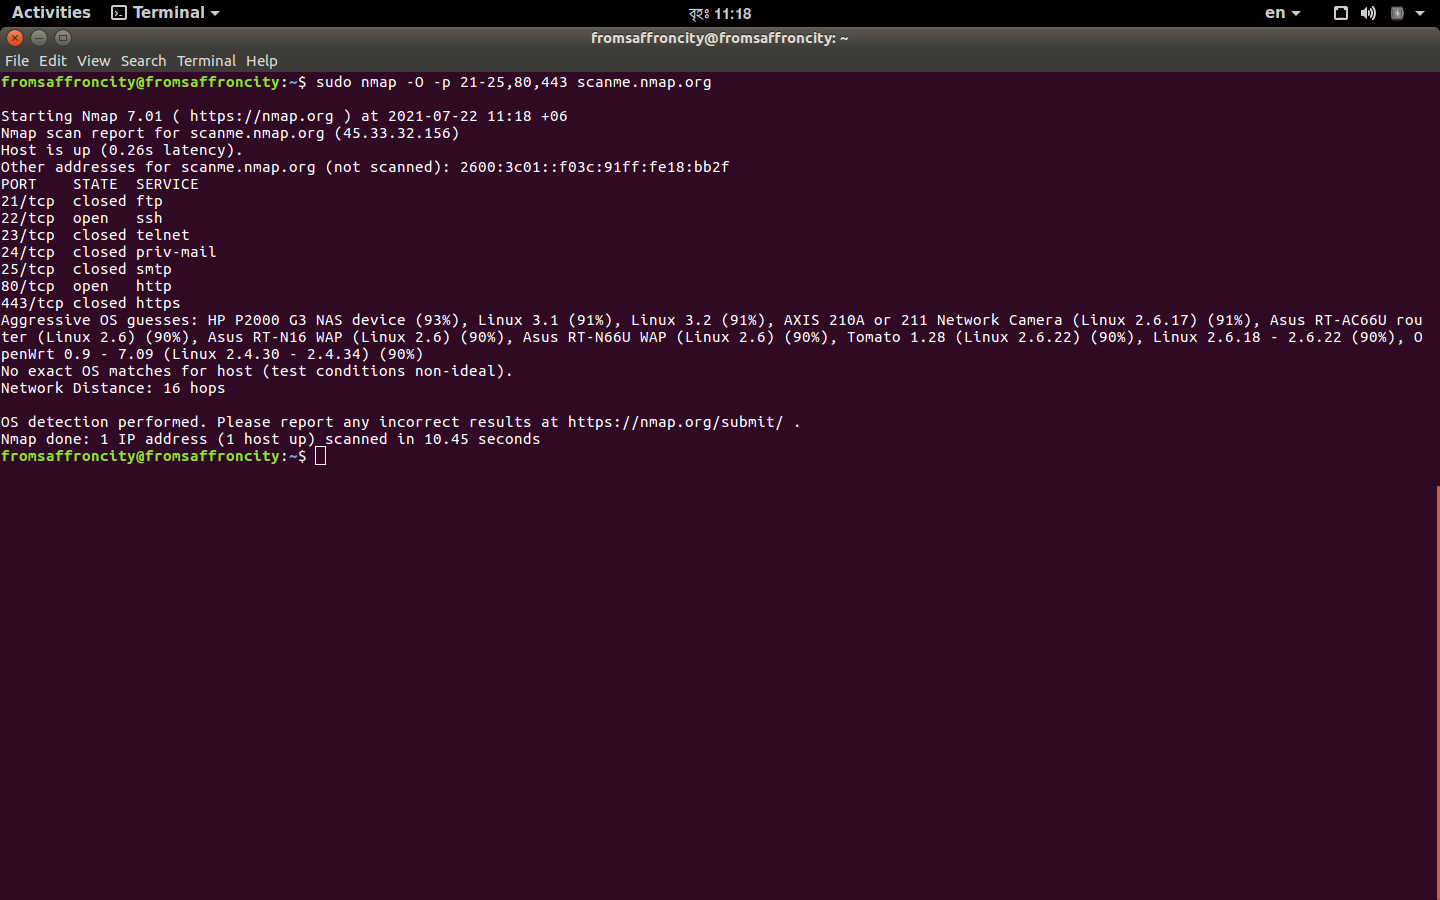 Activities Terminal বৃহঃ 11:18 en
fromsaffroncity@fromsaffroncity: ~
File Edit View Search Terminal Help
fromsaffroncity@fromsaffroncity:~$ sudo nmap -O -p 21-25,80,443 scanme.nmap.org
Starting Nmap 7.01 ( https://nmap.org ) at 2021-07-22 11:18 +06
Nmap scan report for scanme.nmap.org (45.33.32.156)
Host is up (0.26s latency).
Other addresses for scanme.nmap.org (not scanned): 2600:3c01::f03c:91ff:fe18:bb2f
PORT    STATE  SERVICE
21/tcp  closed ftp
22/tcp  open   ssh
23/tcp  closed telnet
24/tcp  closed priv-mail
25/tcp  closed smtp
80/tcp  open   http
443/tcp closed https
Aggressive OS guesses: HP P2000 G3 NAS device (93%), Linux 3.1 (91%), Linux 3.2 (91%), AXIS 210A or 211 Network Camera (Linux 2.6.17) (91%), Asus RT-AC66U rou
ter (Linux 2.6) (90%), Asus RT-N16 WAP (Linux 2.6) (90%), Asus RT-N66U WAP (Linux 2.6) (90%), Tomato 1.28 (Linux 2.6.22) (90%), Linux 2.6.18 - 2.6.22 (90%), O
penWrt 0.9 - 7.09 (Linux 2.4.30 - 2.4.34) (90%)
No exact OS matches for host (test conditions non-ideal).
Network Distance: 16 hops
OS detection performed. Please report any incorrect results at https://nmap.org/submit/ .
Nmap done: 1 IP address (1 host up) scanned in 10.45 seconds
fromsaffroncity@fromsaffroncity:~$